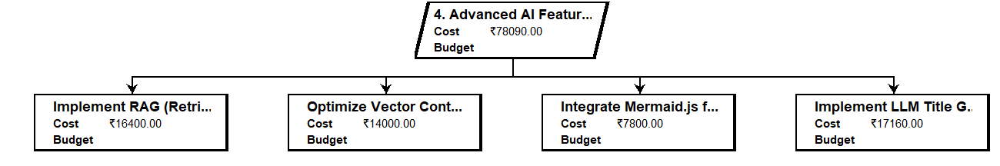 4. Advanced AI Featur...
Cost ₹78090.00
Budget
Implement RAG (Retri...
Cost ₹16400.00
Budget
Optimize Vector Cont...
Cost ₹14000.00
Budget
Integrate Mermaid.js f...
Cost ₹7800.00
Budget
Implement LLM Title G..
Cost ₹17160.00
Budget